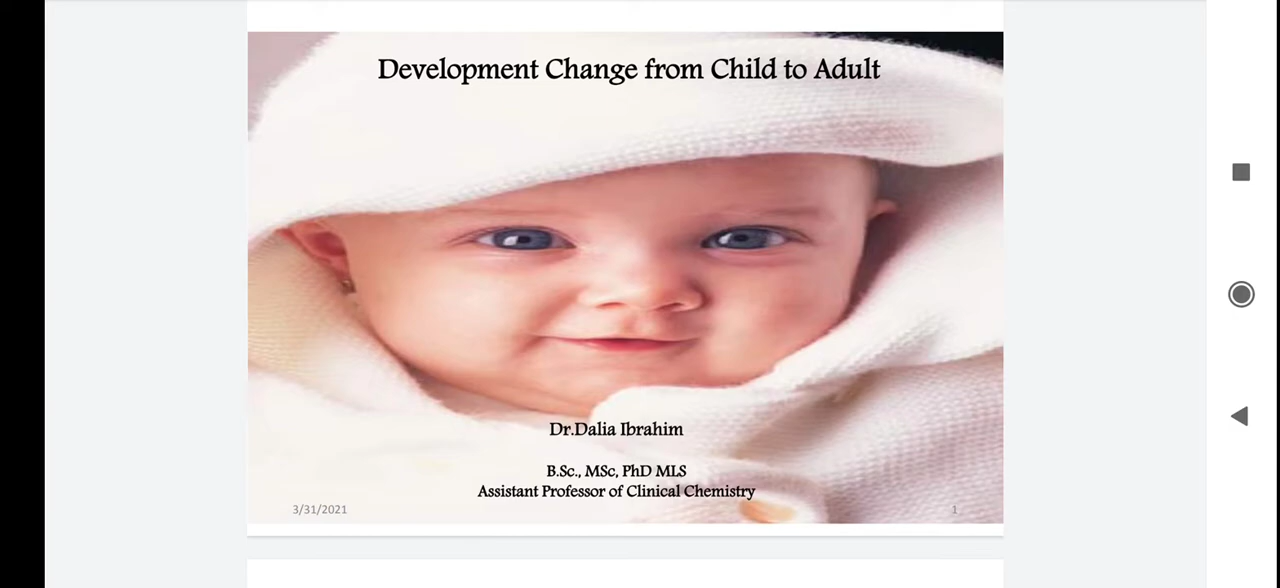 Development Change from Child to Adult
Dr.Dalia Ibrahim
B.Sc., MSc, PhD MLS
Assistant Professor of Clinical Chemistry
3/31/2021
1